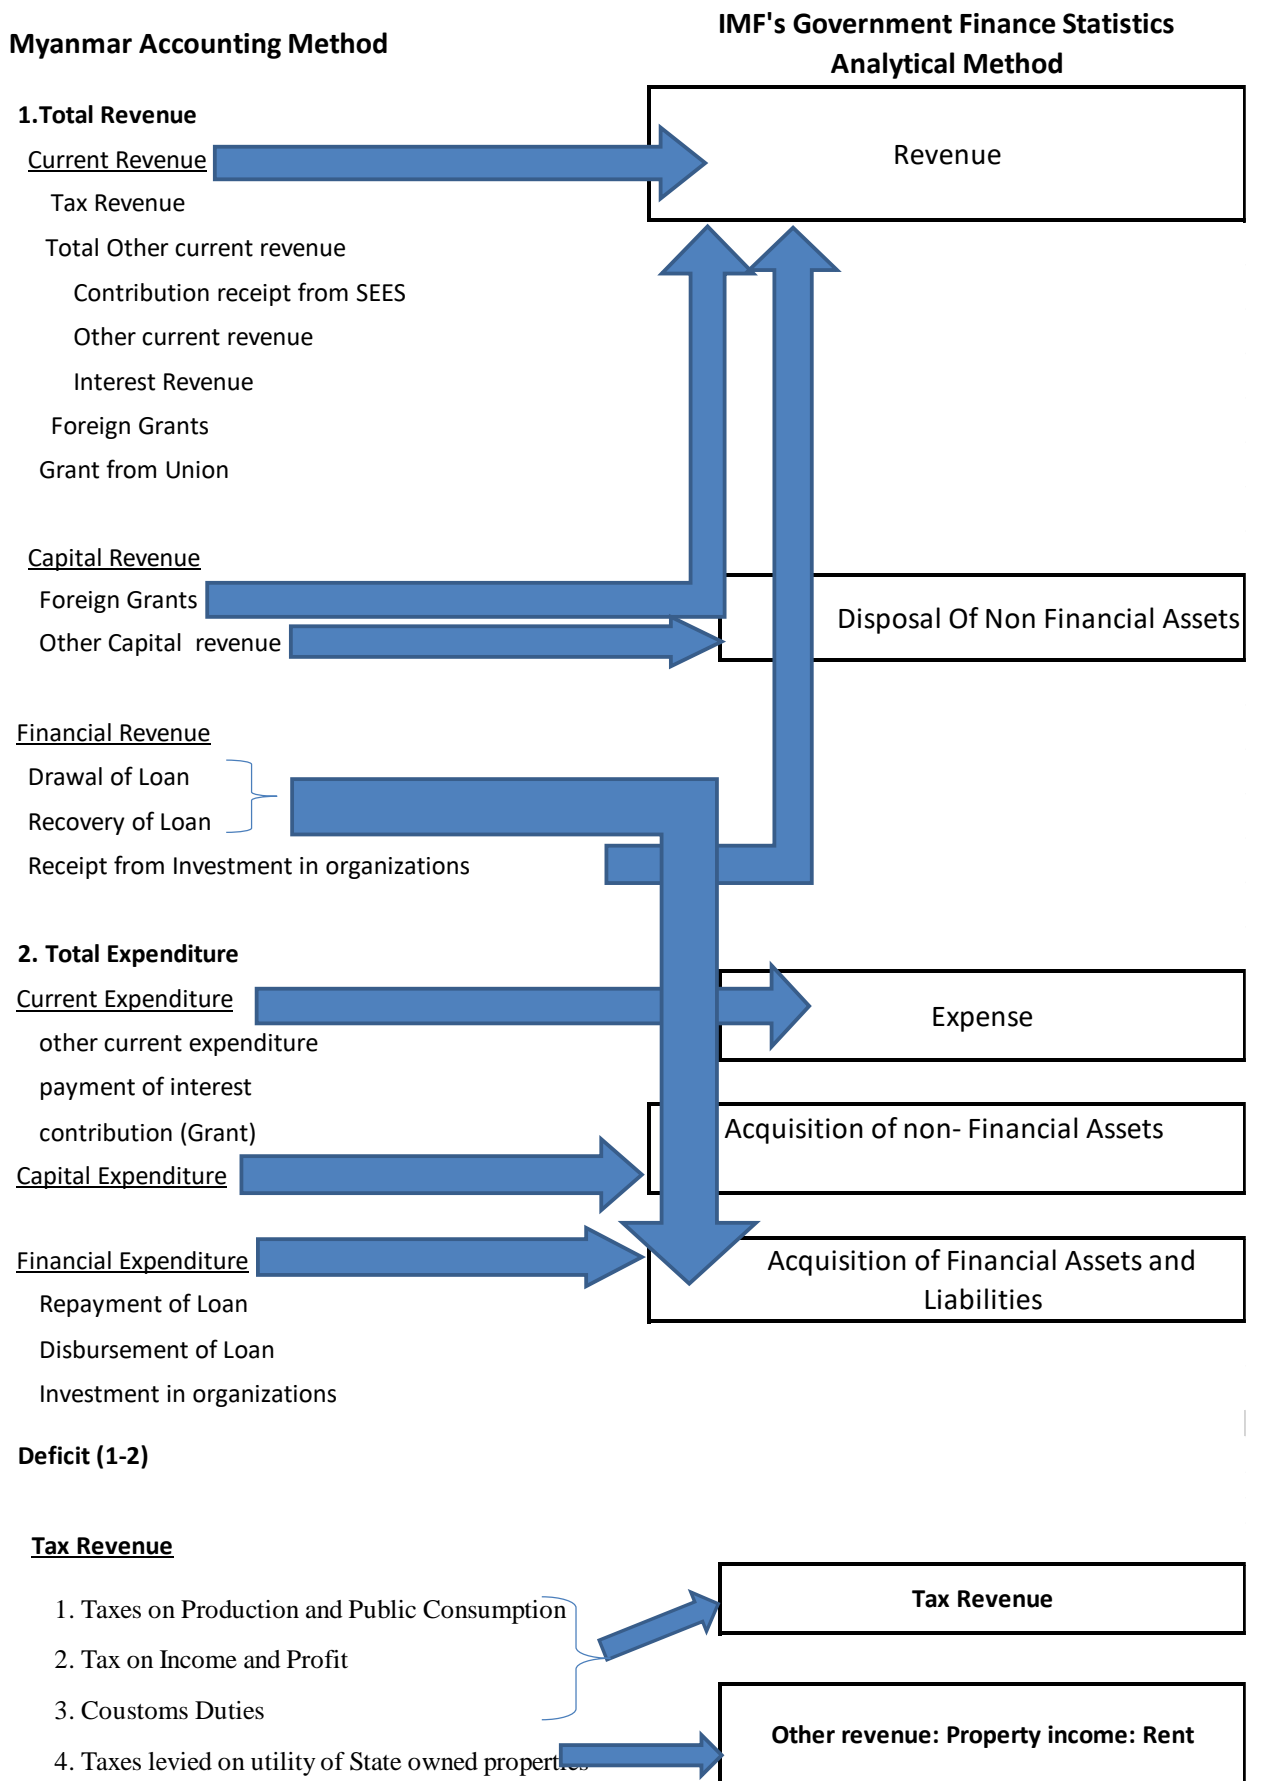 Myanmar Accounting Method
IMF's Government Finance Statistics
Analytical Method
1.Total Revenue
Current Revenue
Revenue
Tax Revenue
Total Other current revenue
Contribution receipt from SEES
Other current revenue
Interest Revenue
Foreign Grants
Grant from Union
Capital Revenue
Foreign Grants
Disposal Of Non Financial Assets
Other Capital revenue
Financial Revenue
Drawal of Loan
Recovery of Loan
Receipt from Investment in organizations
2. Total Expenditure
Current Expenditure
Expense
other current expenditure
payment of interest
contribution (Grant)
Acquisition of non- Financial Assets
Capital Expenditure
Financial Expenditure
Acquisition of Financial Assets and
Liabilities
Repayment of Loan
Disbursement of Loan
Investment in organizations
Deficit (1-2)
Tax Revenue
Tax Revenue
1. Taxes on Production and Public Consumption
2. Tax on Income and Profit
3. Coustoms Duties
Other revenue: Property income: Rent
4. Taxes levied on utility of State owned properties